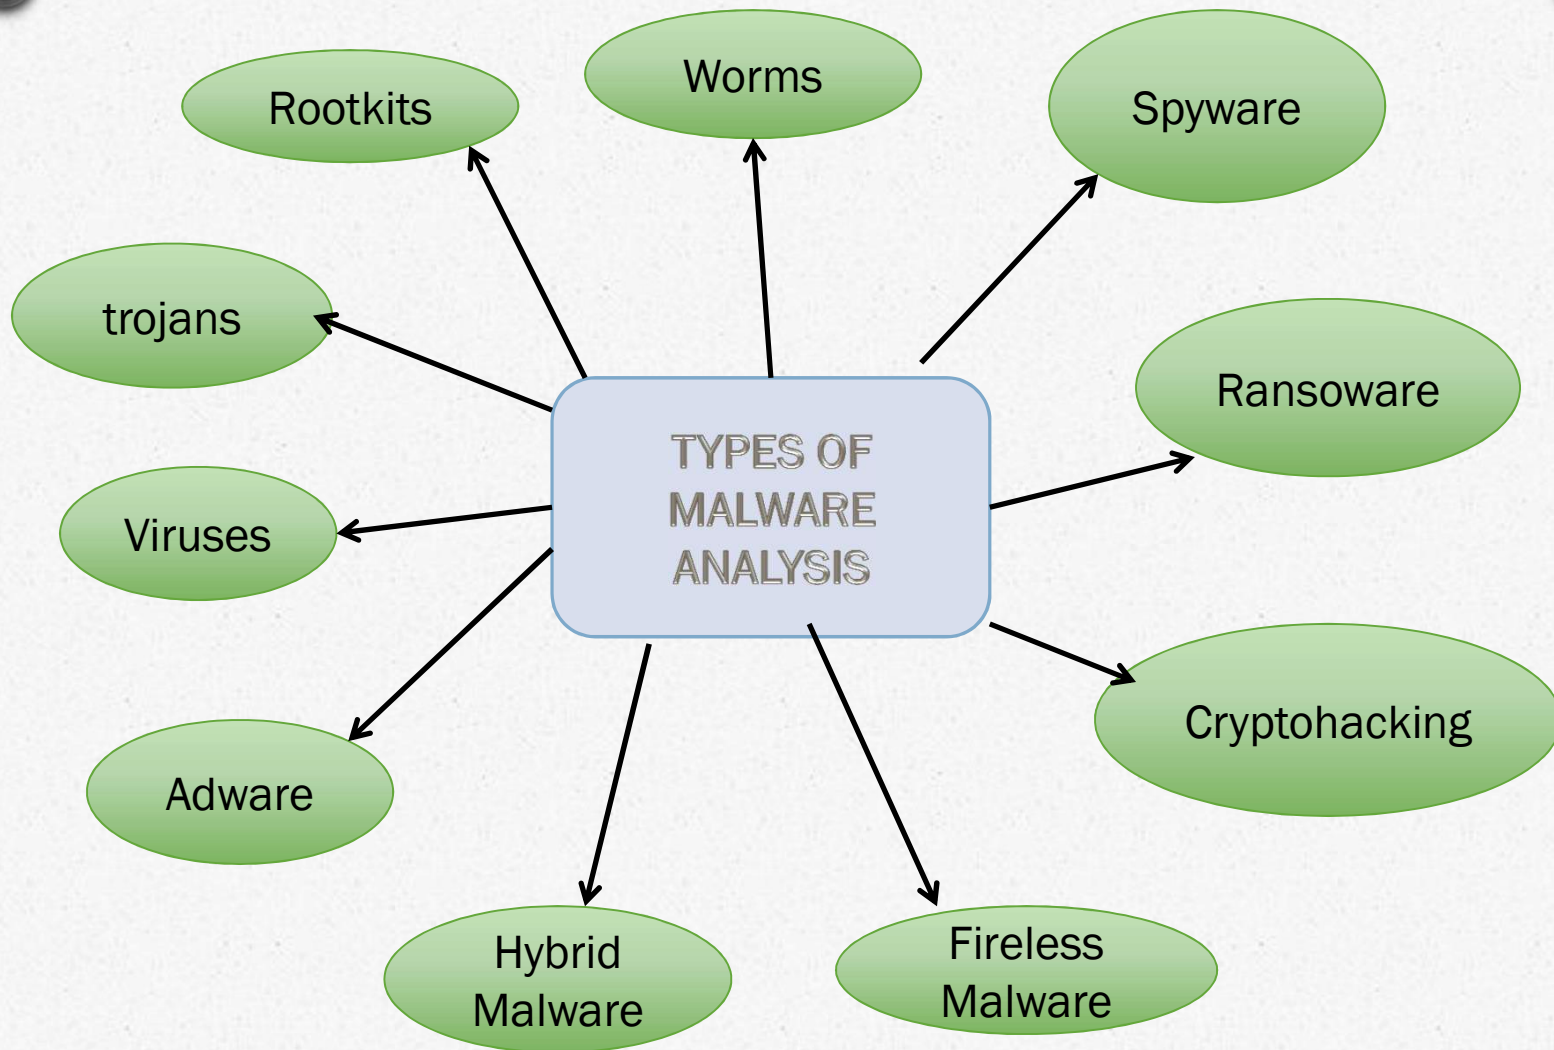 Rootkits
Worms
Spyware
trojans
Ransoware
TYPES OF
MALWARE
ANALYSIS
Viruses
Cryptohacking
Adware
Hybrid
Malware
Fireless
Malware